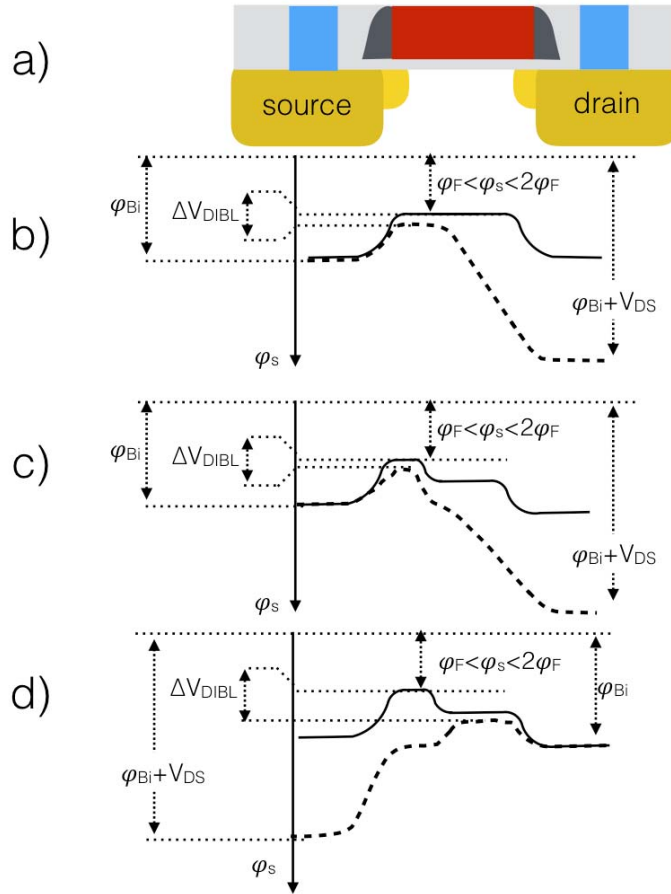 a)
source
drain
b)
φBi
ΔVDIBL
φF<φs<2φF
φBi+VDS
φs
c)
φBi
ΔVDIBL
φF<φs<2φF
φBi+VDS
φs
d)
ΔVDIBL
φF<φs<2φF
φBi
φBi+VDS
φs